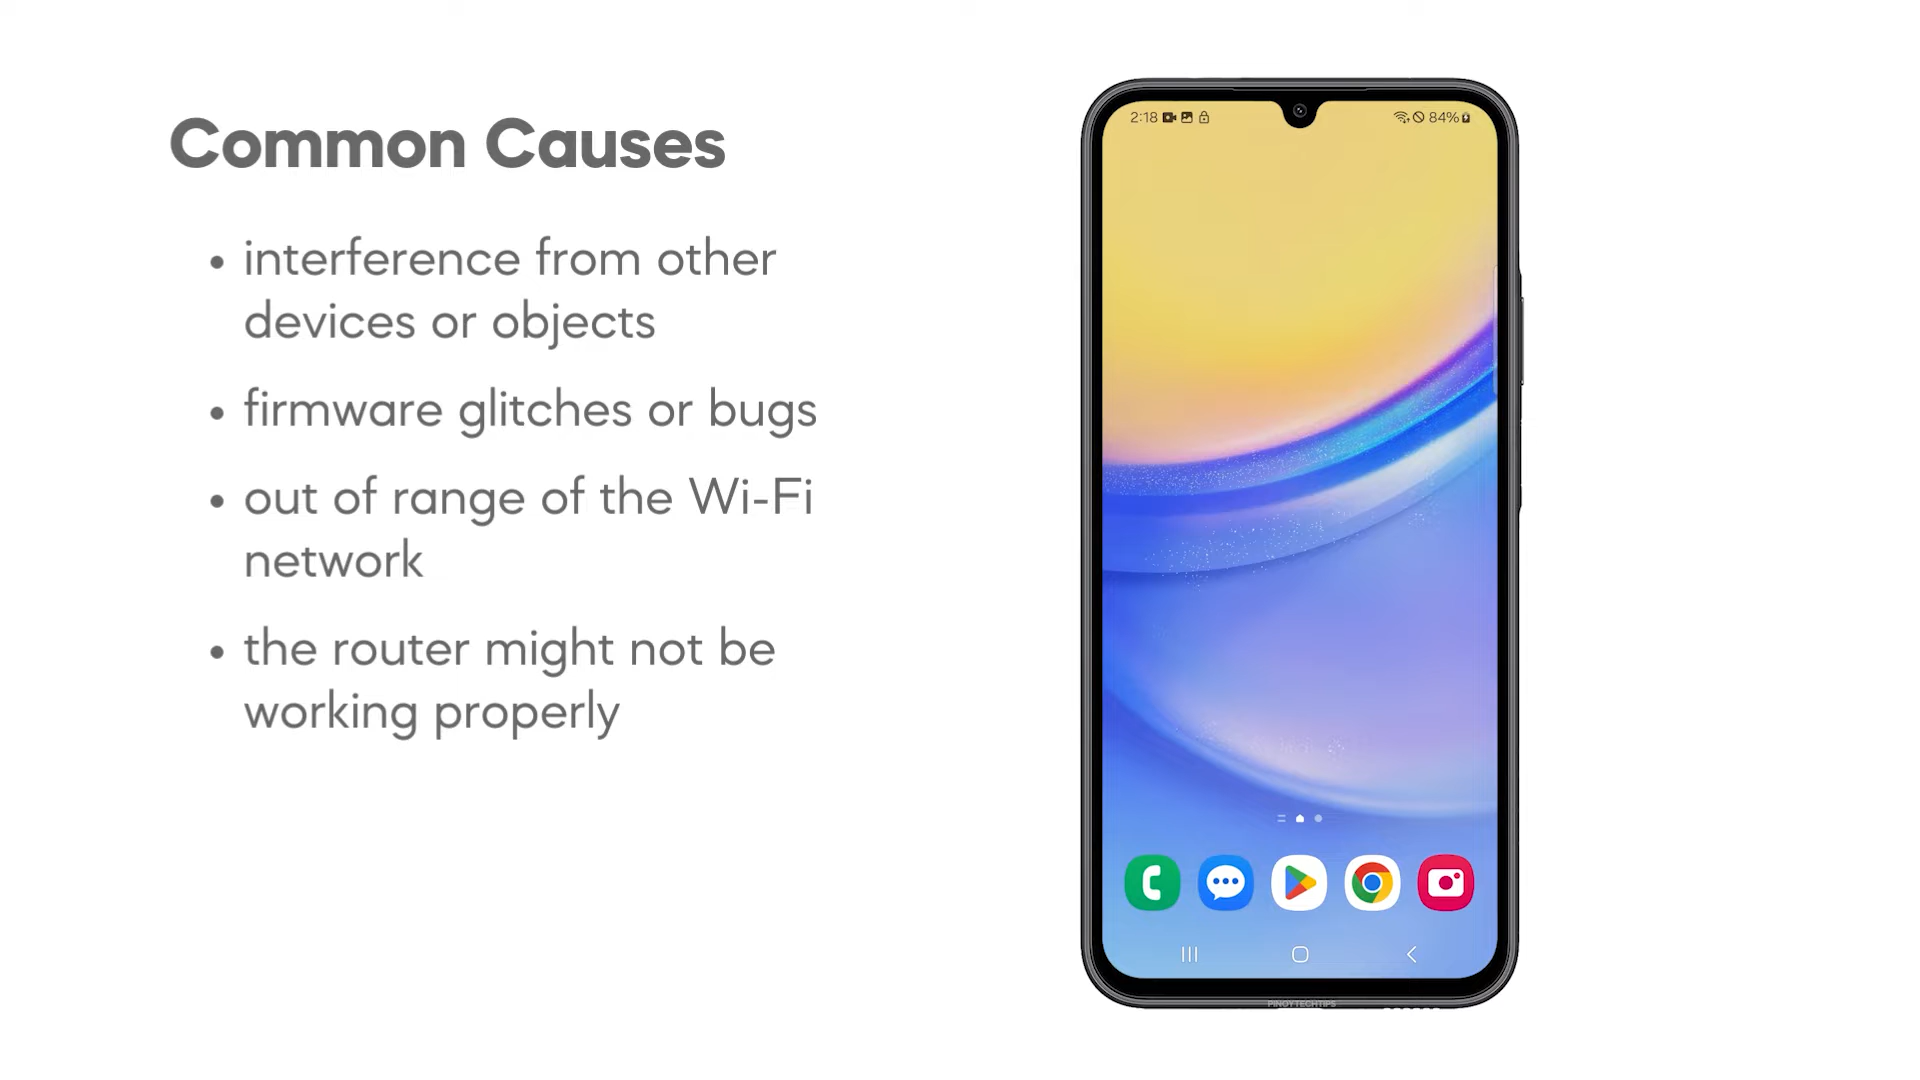 Common Causes
• interference from other
devices or objects
• firmware glitches or bugs
• out of range of the Wi-Fi
network
• the router might not be
working properly
2:18
84%
PINOYTECHTIPS